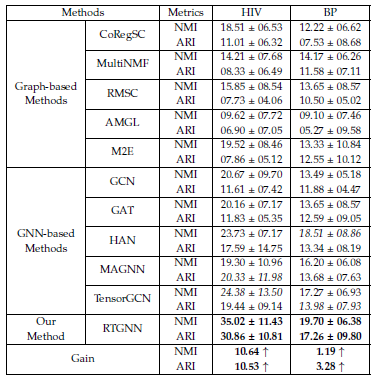 Methods Metrics HIV BP
Graph-based Methods CoRegSC NMI 18.51 ± 06.53 12.22 ± 06.62
ARI 11.01 ± 06.32 07.53 ± 08.68
MultiNMF NMI 14.21 ± 07.68 14.17 ± 06.26
ARI 08.33 ± 06.49 11.58 ± 07.11
RMSC NMI 15.85 ± 08.54 13.65 ± 08.57
ARI 07.73 ± 04.06 10.50 ± 05.02
AMGL NMI 09.62 ± 07.72 09.10 ± 07.46
ARI 06.90 ± 07.05 05.27 ± 09.58
M2E NMI 19.52 ± 08.46 13.33 ± 10.84
ARI 07.86 ± 05.12 12.55 ± 10.12
GNN-based Methods GCN NMI 20.67 ± 09.70 13.49 ± 05.18
ARI 11.61 ± 07.42 11.88 ± 04.47
GAT NMI 20.16 ± 07.17 13.65 ± 08.57
ARI 11.83 ± 05.35 12.59 ± 09.05
HAN NMI 23.73 ± 07.17 18.51 ± 08.86
ARI 17.59 ± 14.75 13.34 ± 08.19
MAGNN NMI 19.30 ± 10.96 16.20 ± 06.08
ARI 20.33 ± 11.98 13.68 ± 07.63
TensorGCN NMI 24.38 ± 13.50 17.27 ± 06.93
ARI 19.44 ± 09.14 13.98 ± 07.93
Our Method RTGNN NMI 35.02 ± 11.43 19.70 ± 06.38
ARI 30.86 ± 10.81 17.26 ± 09.80
Gain NMI 10.64 ↑ 1.19 ↑
ARI 10.53 ↑ 3.28 ↑